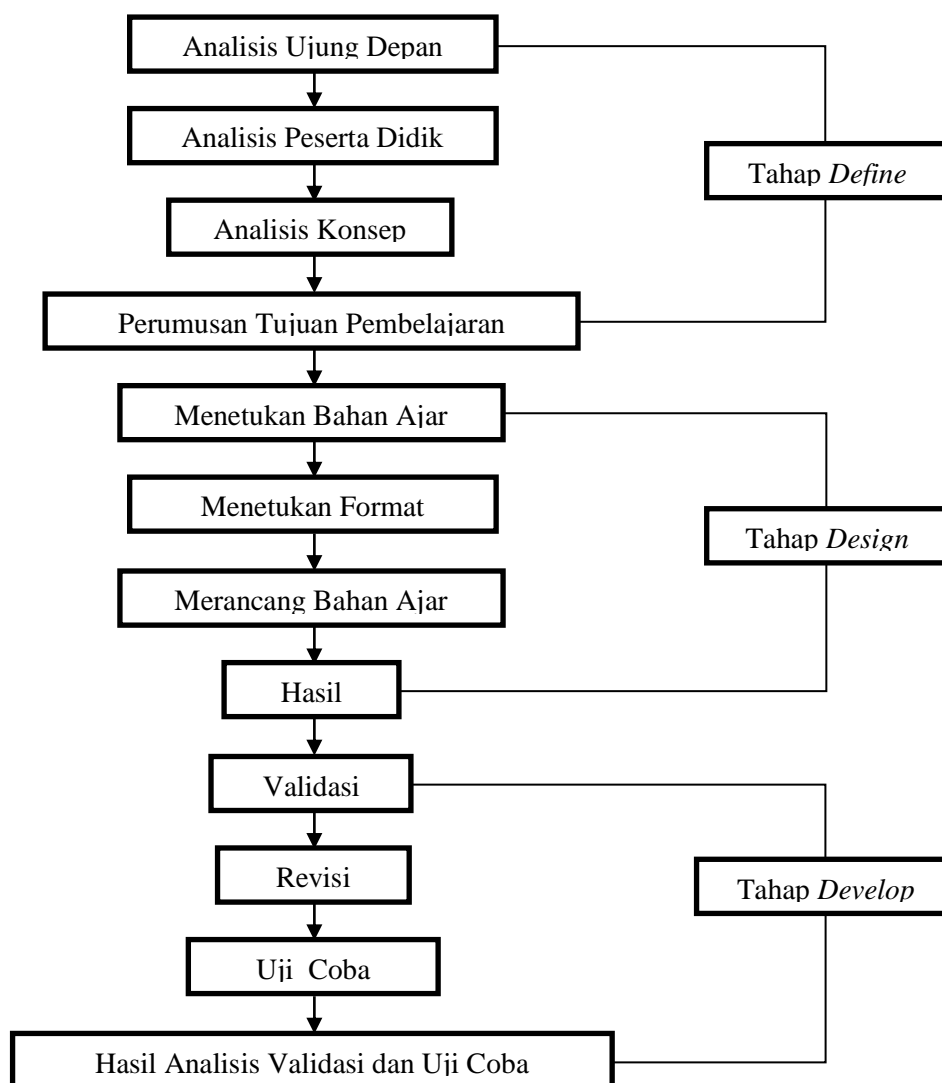 Analisis Ujung Depan
Analisis Peserta Didik
Tahap Define
Analisis Konsep
Perumusan Tujuan Pembelajaran
Menetukan Bahan Ajar
Menetukan Format
Tahap Design
Merancang Bahan Ajar
Hasil
Validasi
Revisi
Tahap Develop
Uji Coba
Hasil Analisis Validasi dan Uji Coba